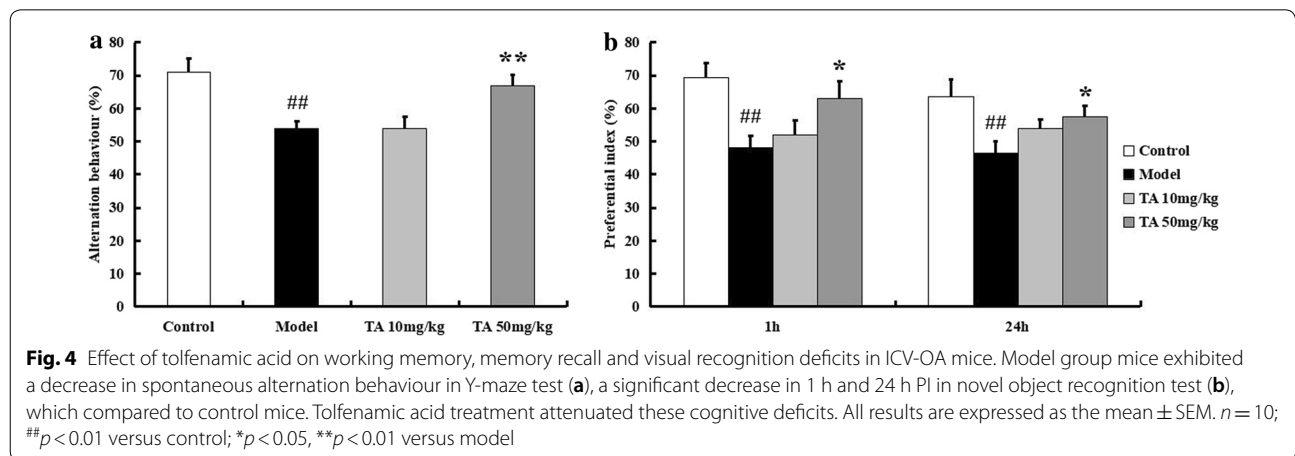 a
b
80
70
60
50
40
30
20
10
0
Alternation behaviour (%)
##
**
Control Model TA 10mg/kg TA 50mg/kg
80
70
60
50
40
30
20
10
0
Preferential index (%)
##
*
##
*
1h 24h
Control
Model
TA 10mg/kg
TA 50mg/kg
Fig. 4 Effect of tolfenamic acid on working memory, memory recall and visual recognition deficits in ICV-OA mice. Model group mice exhibited
a decrease in spontaneous alternation behaviour in Y-maze test (a), a significant decrease in 1 h and 24 h PI in novel object recognition test (b),
which compared to control mice. Tolfenamic acid treatment attenuated these cognitive deficits. All results are expressed as the mean ± SEM. n = 10;
##p < 0.01 versus control; *p < 0.05, **p < 0.01 versus model